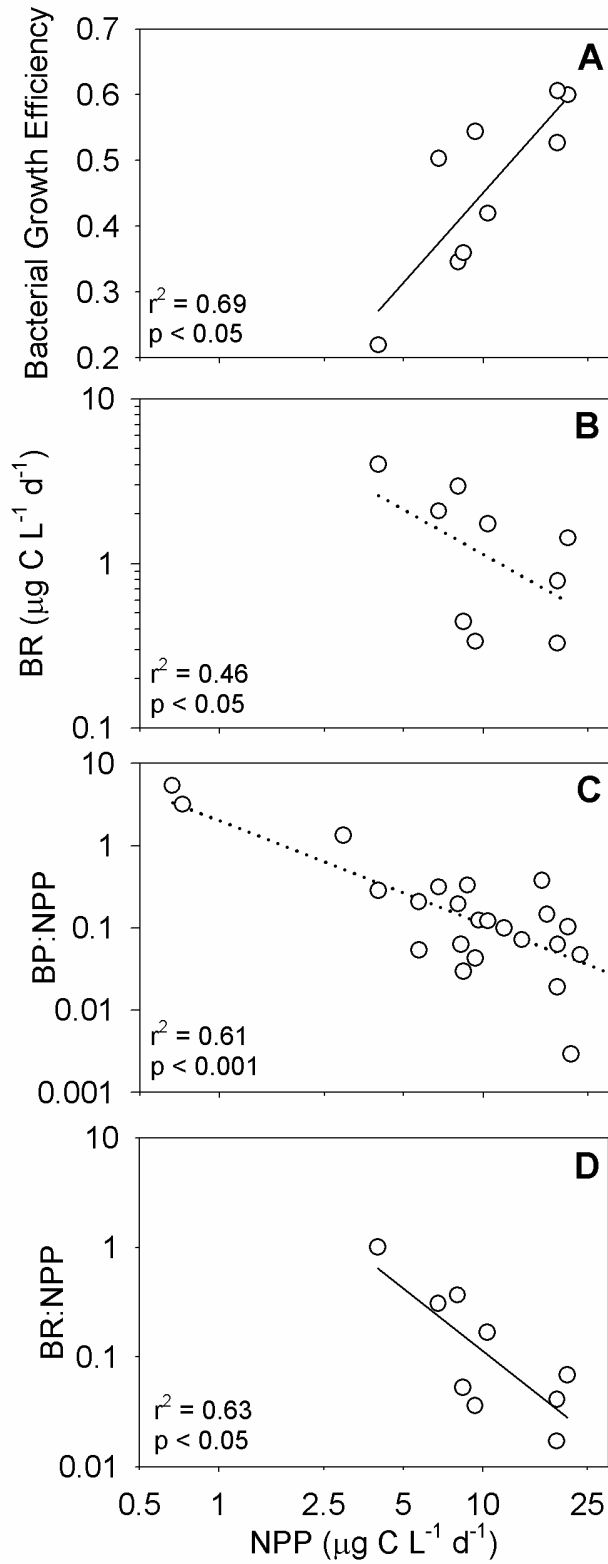 A
Bacterial Growth Efficiency
0.7
0.6
0.5
0.4
0.3
0.2
r² = 0.69
p < 0.05
B
BR (µg C L⁻¹ d⁻¹)
10
1
0.1
r² = 0.46
p < 0.05
C
BP:NPP
10
1
0.1
0.01
0.001
r² = 0.61
p < 0.001
D
BR:NPP
10
1
0.1
0.01
r² = 0.63
p < 0.05
0.5 1 2.5 5 10 25
NPP (µg C L⁻¹ d⁻¹)